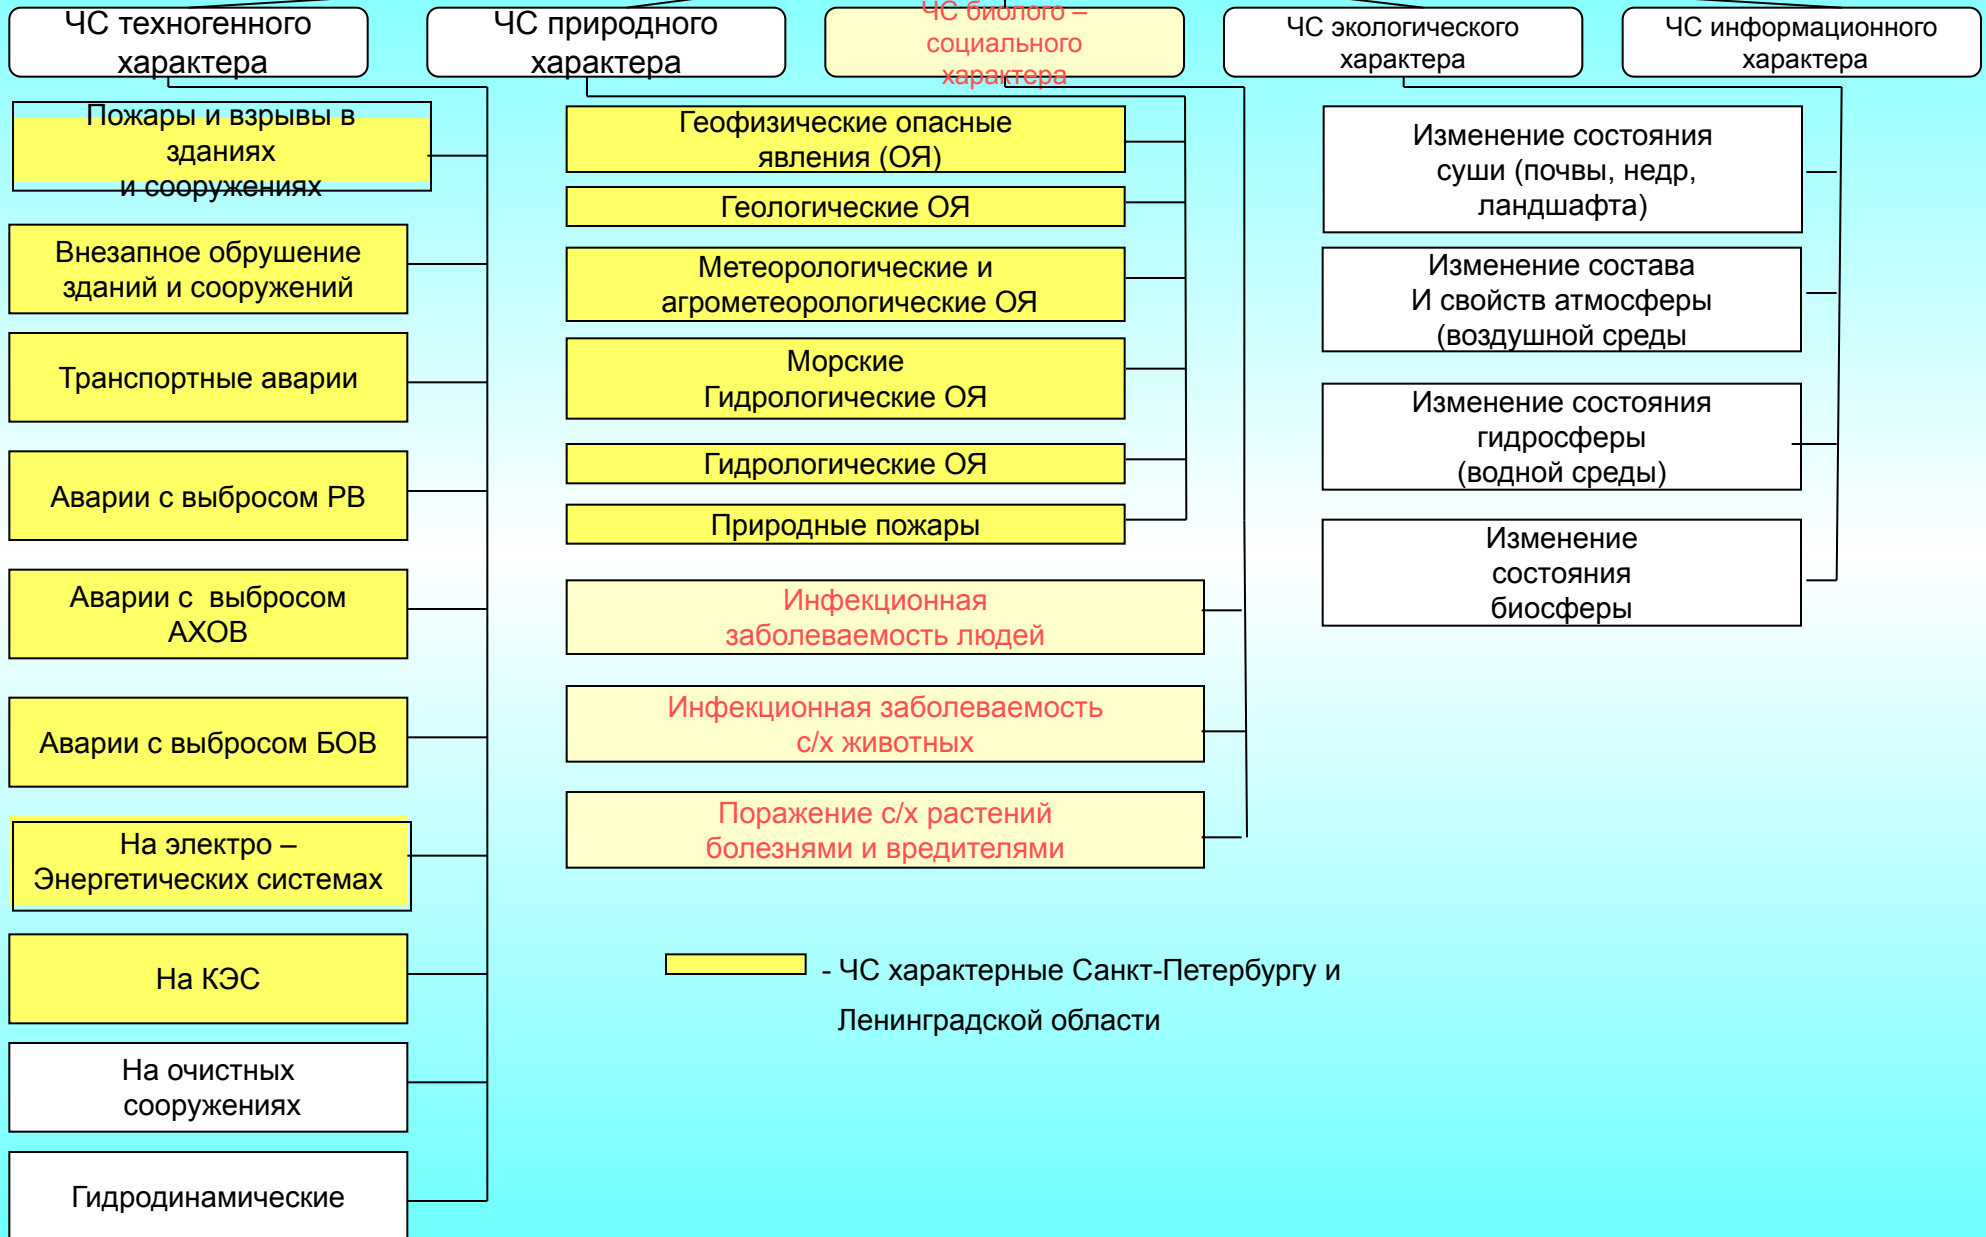 ЧС техногенного
характера
ЧС природного
характера
ЧС биолого –
социального
характера
ЧС экологического
характера
ЧС информационного
характера
Пожары и взрывы в
зданиях
и сооружениях
Внезапное обрушение
зданий и сооружений
Транспортные аварии
Аварии с выбросом РВ
Аварии с выбросом
АХОВ
Аварии с выбросом БОВ
На электро –
Энергетических системах
На КЭС
На очистных
сооружениях
Гидродинамические
Геофизические опасные
явления (ОЯ)
Геологические ОЯ
Метеорологические и
агрометеорологические ОЯ
Морские
Гидрологические ОЯ
Гидрологические ОЯ
Природные пожары
Инфекционная
заболеваемость людей
Инфекционная заболеваемость
с/х животных
Поражение с/х растений
болезнями и вредителями
Изменение состояния
суши (почвы, недр,
ландшафта)
Изменение состава
И свойств атмосферы
(воздушной среды
Изменение состояния
гидросферы
(водной среды)
Изменение
состояния
биосферы
- ЧС характерные Санкт-Петербургу и
Ленинградской области